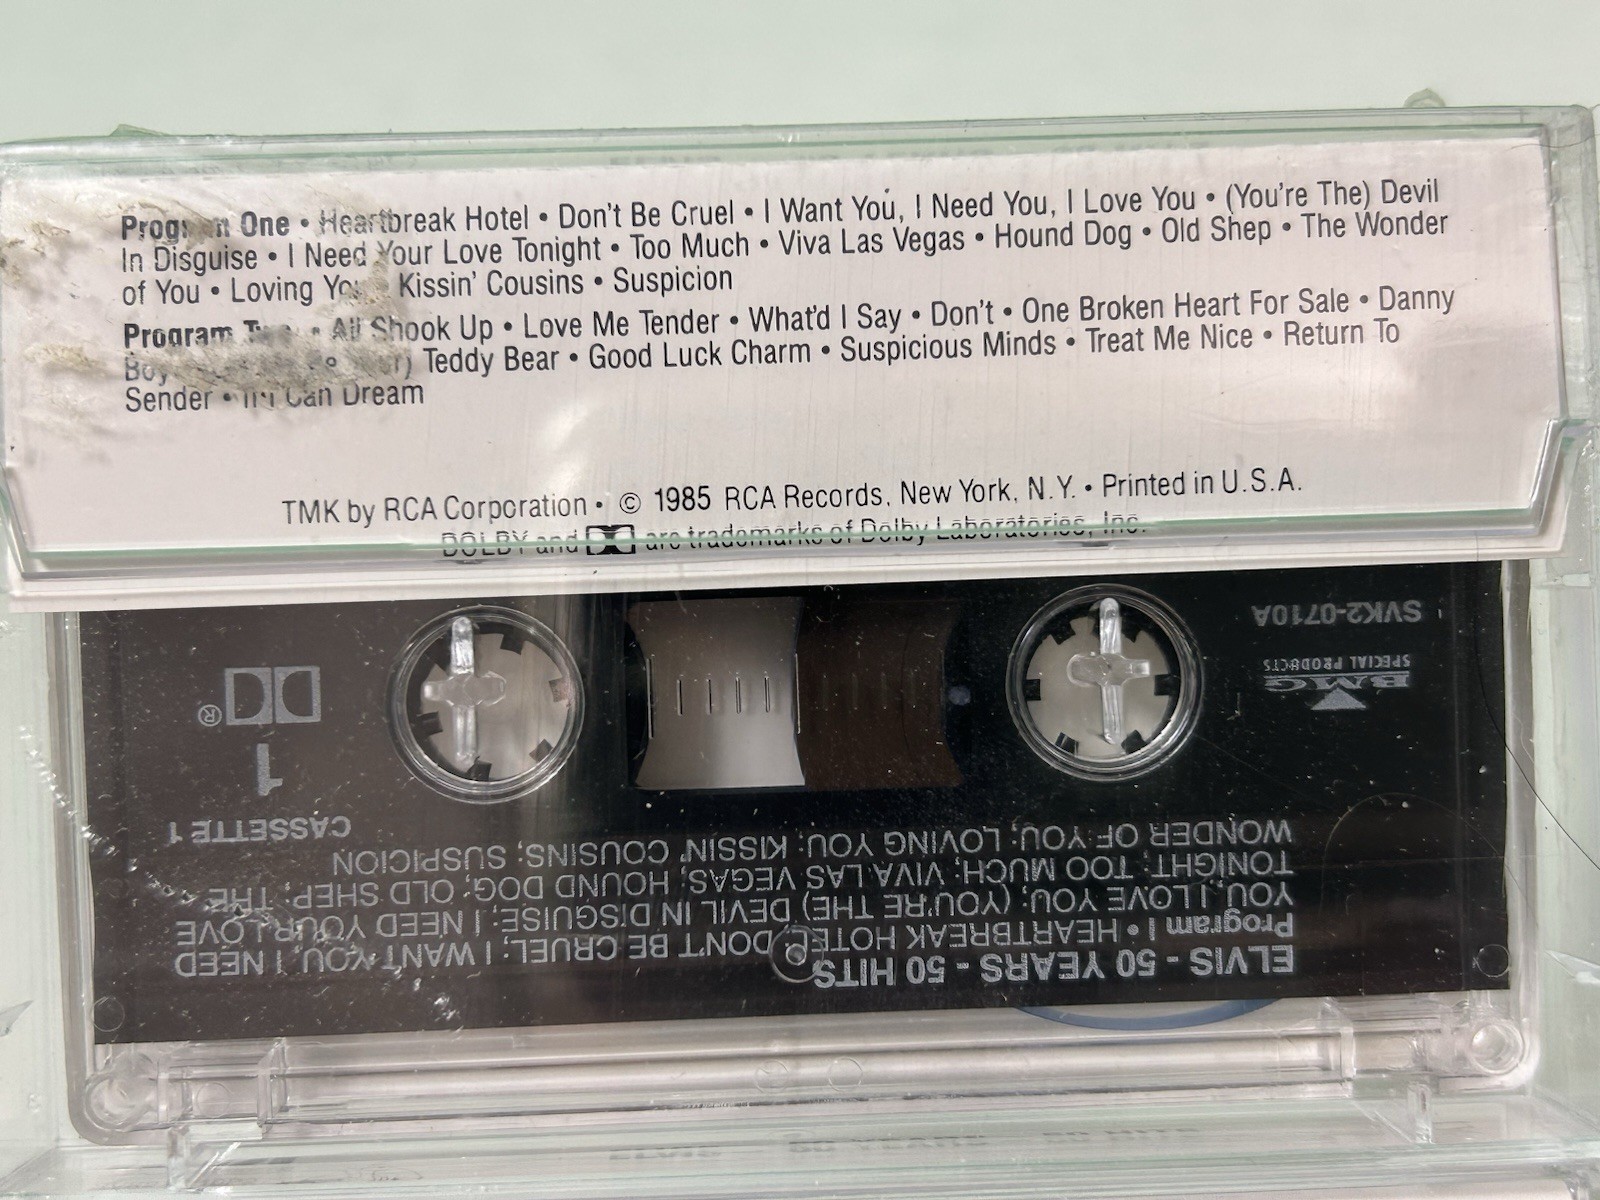 Program One • Heartbreak Hotel • Don't Be Cruel • I Want You, I Need You, I Love You • (You're The) Devil
In Disguise • I Need Your Love Tonight • Too Much • Viva Las Vegas • Hound Dog • Old Shep • The Wonder
of You • Loving You Kissin' Cousins • Suspicion
Program • All Shook Up • Love Me Tender • What'd I Say • Don't • One Broken Heart For Sale • Danny
Boy Teddy Bear • Good Luck Charm • Suspicious Minds • Treat Me Nice • Return To
Sender • Can Dream
TMK by RCA Corporation • © 1985 RCA Records, New York, N.Y. • Printed in U.S.A.
DOLBY and are trademarks of Dolby Laboratories, Inc.
ELVIS - 50 YEARS - 50 HITS
Program I • HEARTBREAK HOTEL; DON'T BE CRUEL; I WANT YOU, I NEED
YOU, I LOVE YOU; (YOU'RE THE) DEVIL IN DISGUISE; I NEED YOUR LOVE
TONIGHT; TOO MUCH; VIVA LAS VEGAS; HOUND DOG; OLD SHEP; THE
WONDER OF YOU; LOVING YOU; KISSIN' COUSINS; SUSPICION
CASSETTE 1
1
®
BMG
SPECIAL PRODUCTS
SVK2-0710A